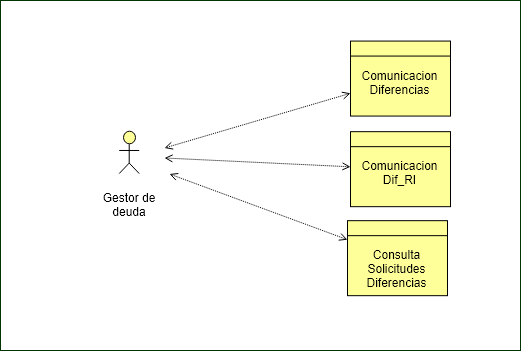 Comunicacion
Diferencias
Comunicacion
Dif_RI
Gestor de
deuda
Consulta
Solicitudes
Diferencias